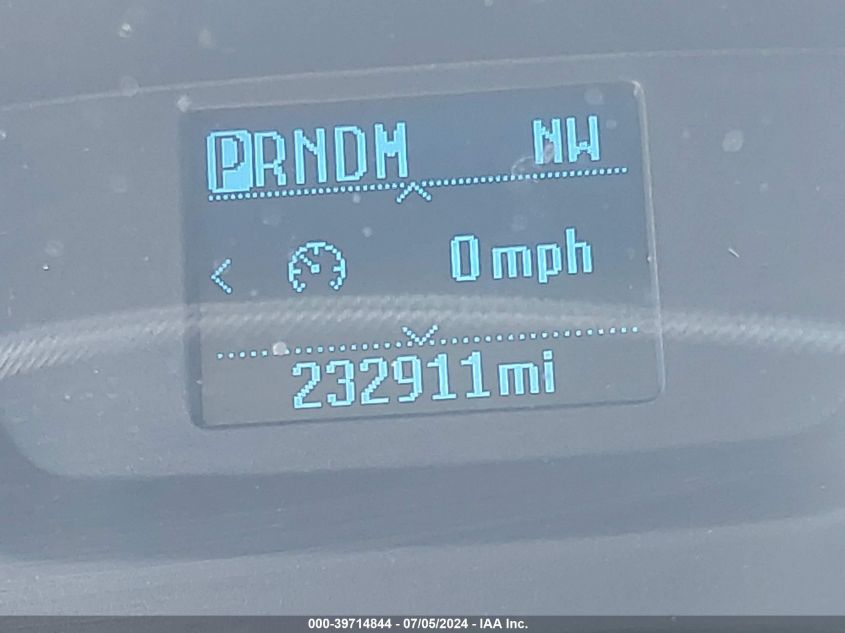 PRNDM NW
0 mph
232911mi
000-39714844 - 07/05/2024 - IAA Inc.